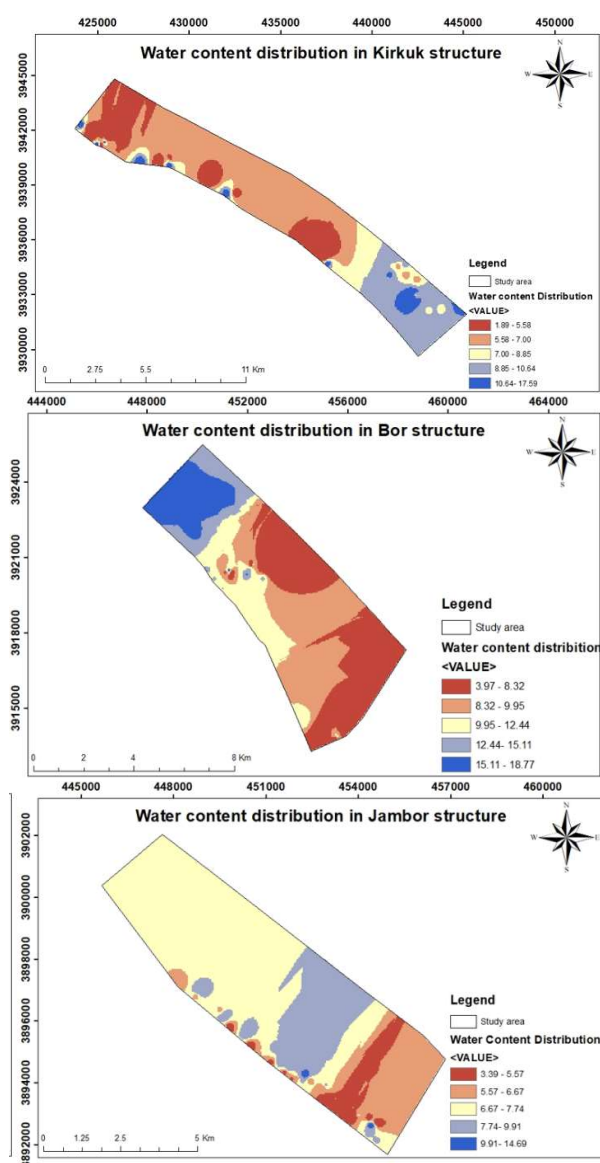 425000 430000 435000 440000 445000 450000
Water content distribution in Kirkuk structure
N
W E
S
3945000
3942000
3939000
3936000
3933000
3930000
Legend
Study area
Water content Distribution
<VALUE>
1.89 - 5.58
5.58 - 7.00
7.00 - 8.85
8.85 - 10.64
10.64- 17.59
0 2.75 5.5 11 Km
444000 448000 452000 456000 460000 464000
Water content distribution in Bor structure
N
W E
S
3924000
3921000
3918000
3915000
Legend
Study area
Water content distribition
<VALUE>
3.97 - 8.32
8.32 - 9.95
9.95 - 12.44
12.44 - 15.11
15.11- 18.77
0 2 4 8 Km
445000 448000 451000 454000 457000 460000
Water content distribution in Jambor structure
N
W E
S
3902000
3900000
3898000
3896000
3894000
3892000
Legend
Study area
Water Content Distribution
<VALUE>
3.39 - 5.57
5.57 - 6.67
6.67 - 7.74
7.74 - 9.91
9.91- 14.69
0 1.25 2.5 5 Km